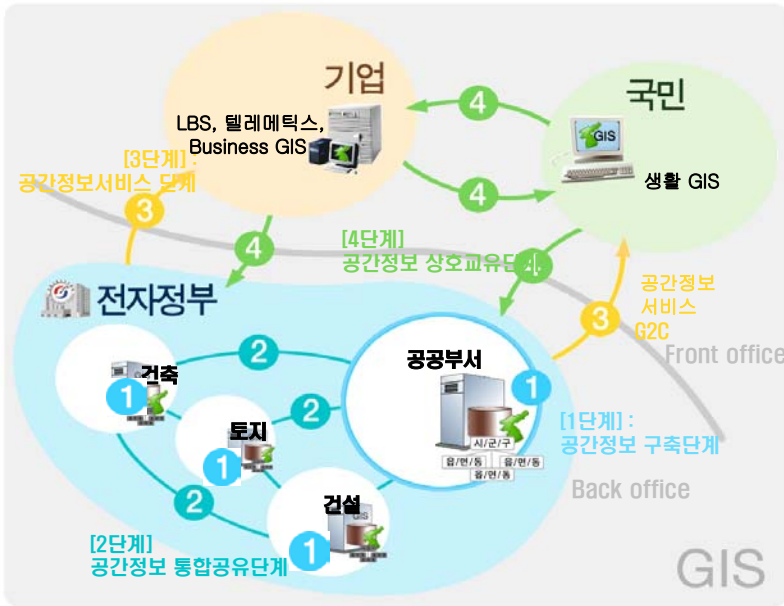 기업
LBS, 텔레메틱스,
Business GIS
국민
GIS
생활 GIS
[3단계] :
공간정보서비스 단계
3
4
4
4
4
[4단계]
공간정보 상호교유단계
전자정부
공간정보
서비스
G2C
3
Front office
건축
1
2
토지
1
2
공공부서
1
시/군/구
읍/면/동
읍/면/동
읍/면/동
[1단계] :
공간정보 구축단계
Back office
건설
GIS
1
2
[2단계]
공간정보 통합공유단계
GIS